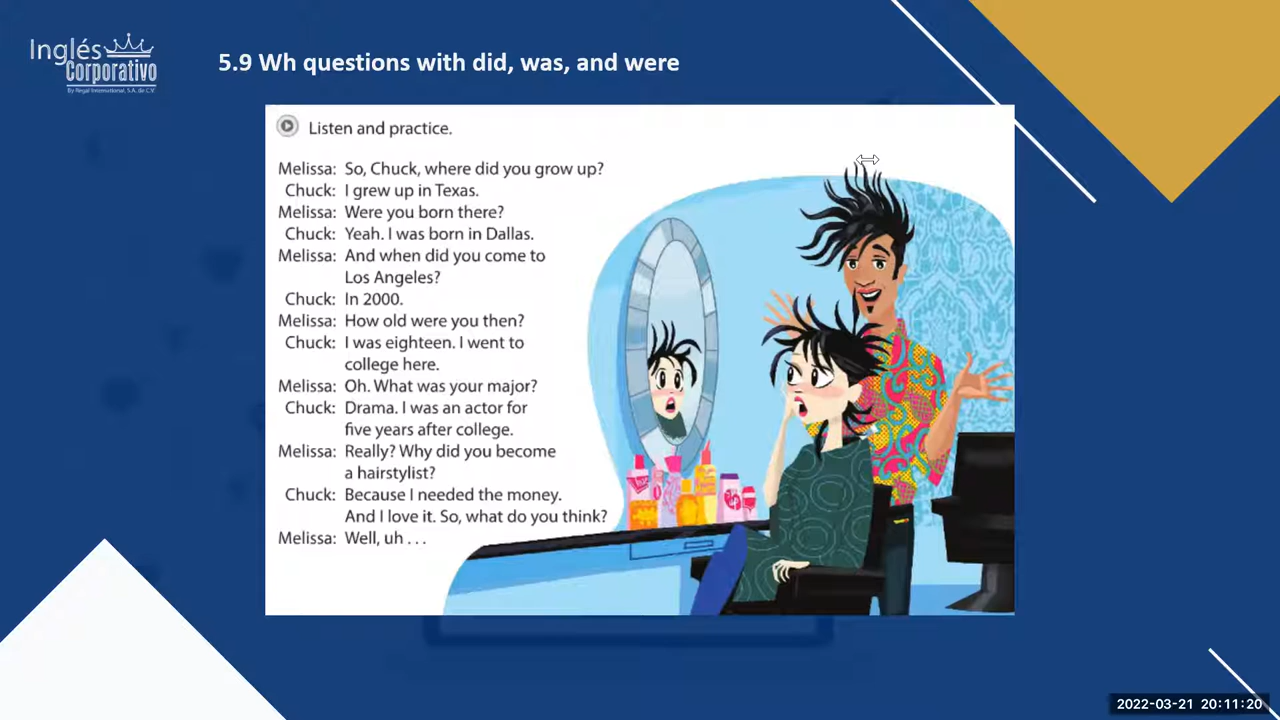 Inglés
Corporativo
By Regal International, S.A. de C.V.
5.9 Wh questions with did, was, and were
Listen and practice.
Melissa: So, Chuck, where did you grow up?
Chuck: I grew up in Texas.
Melissa: Were you born there?
Chuck: Yeah. I was born in Dallas.
Melissa: And when did you come to
Los Angeles?
Chuck: In 2000.
Melissa: How old were you then?
Chuck: I was eighteen. I went to
college here.
Melissa: Oh. What was your major?
Chuck: Drama. I was an actor for
five years after college.
Melissa: Really? Why did you become
a hairstylist?
Chuck: Because I needed the money.
And I love it. So, what do you think?
Melissa: Well, uh . . .
2022-03-21 20:11:20